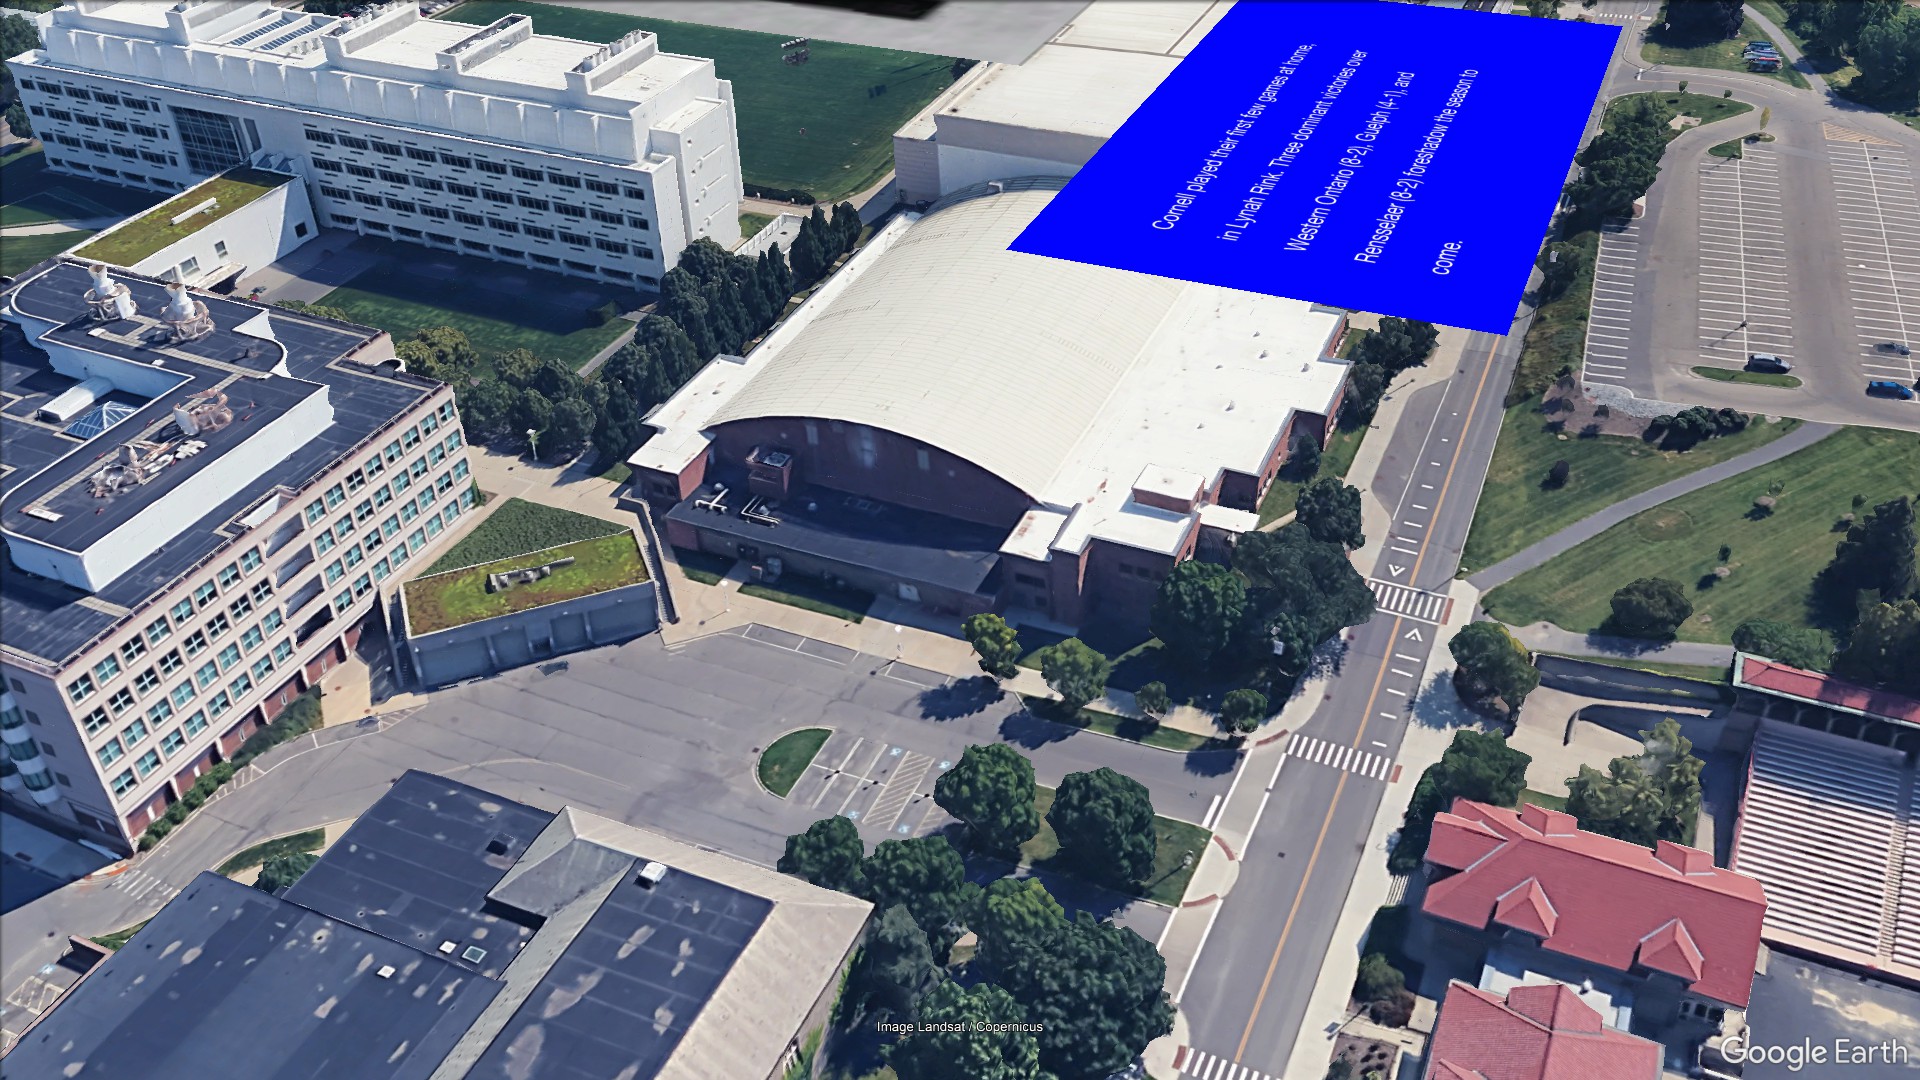 Cornell played their first few games at home,
in Lynah Rink. Three dominant victories over
Western Ontario (8-2), Guelph (4-1), and
Rensselaer (8-2) foreshadow the season to
come.
Image Landsat / Copernicus
Google Earth